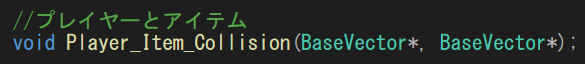 //プレイヤーとアイテム
void Player_Item_Collision(BaseVector*, BaseVector*);